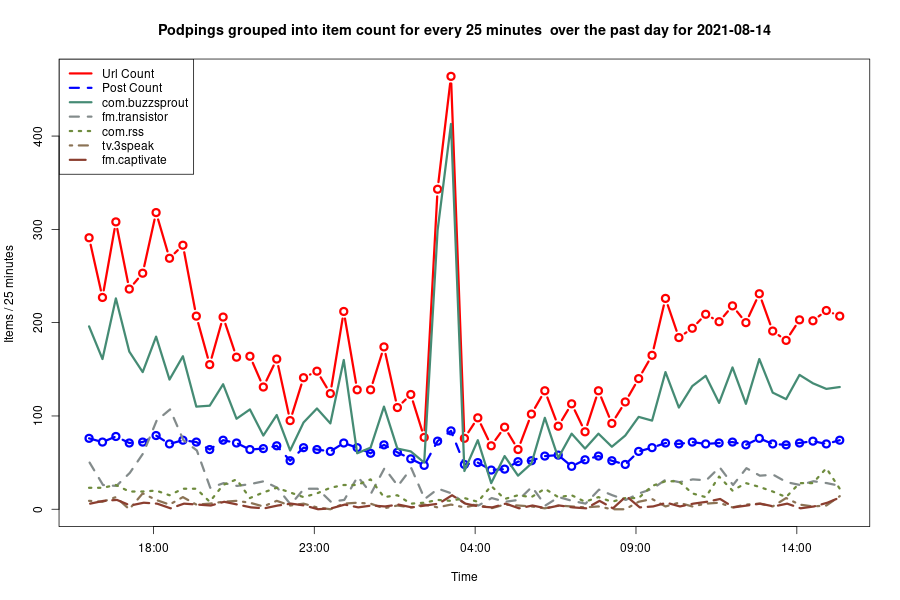 Podpings grouped into item count for every 25 minutes  over the past day for 2021-08-14
Url Count
Post Count
com.buzzsprout
fm.transistor
com.rss
tv.3speak
fm.captivate
Items / 25 minutes
400
300
200
100
0
18:00 23:00 04:00 09:00 14:00
Time